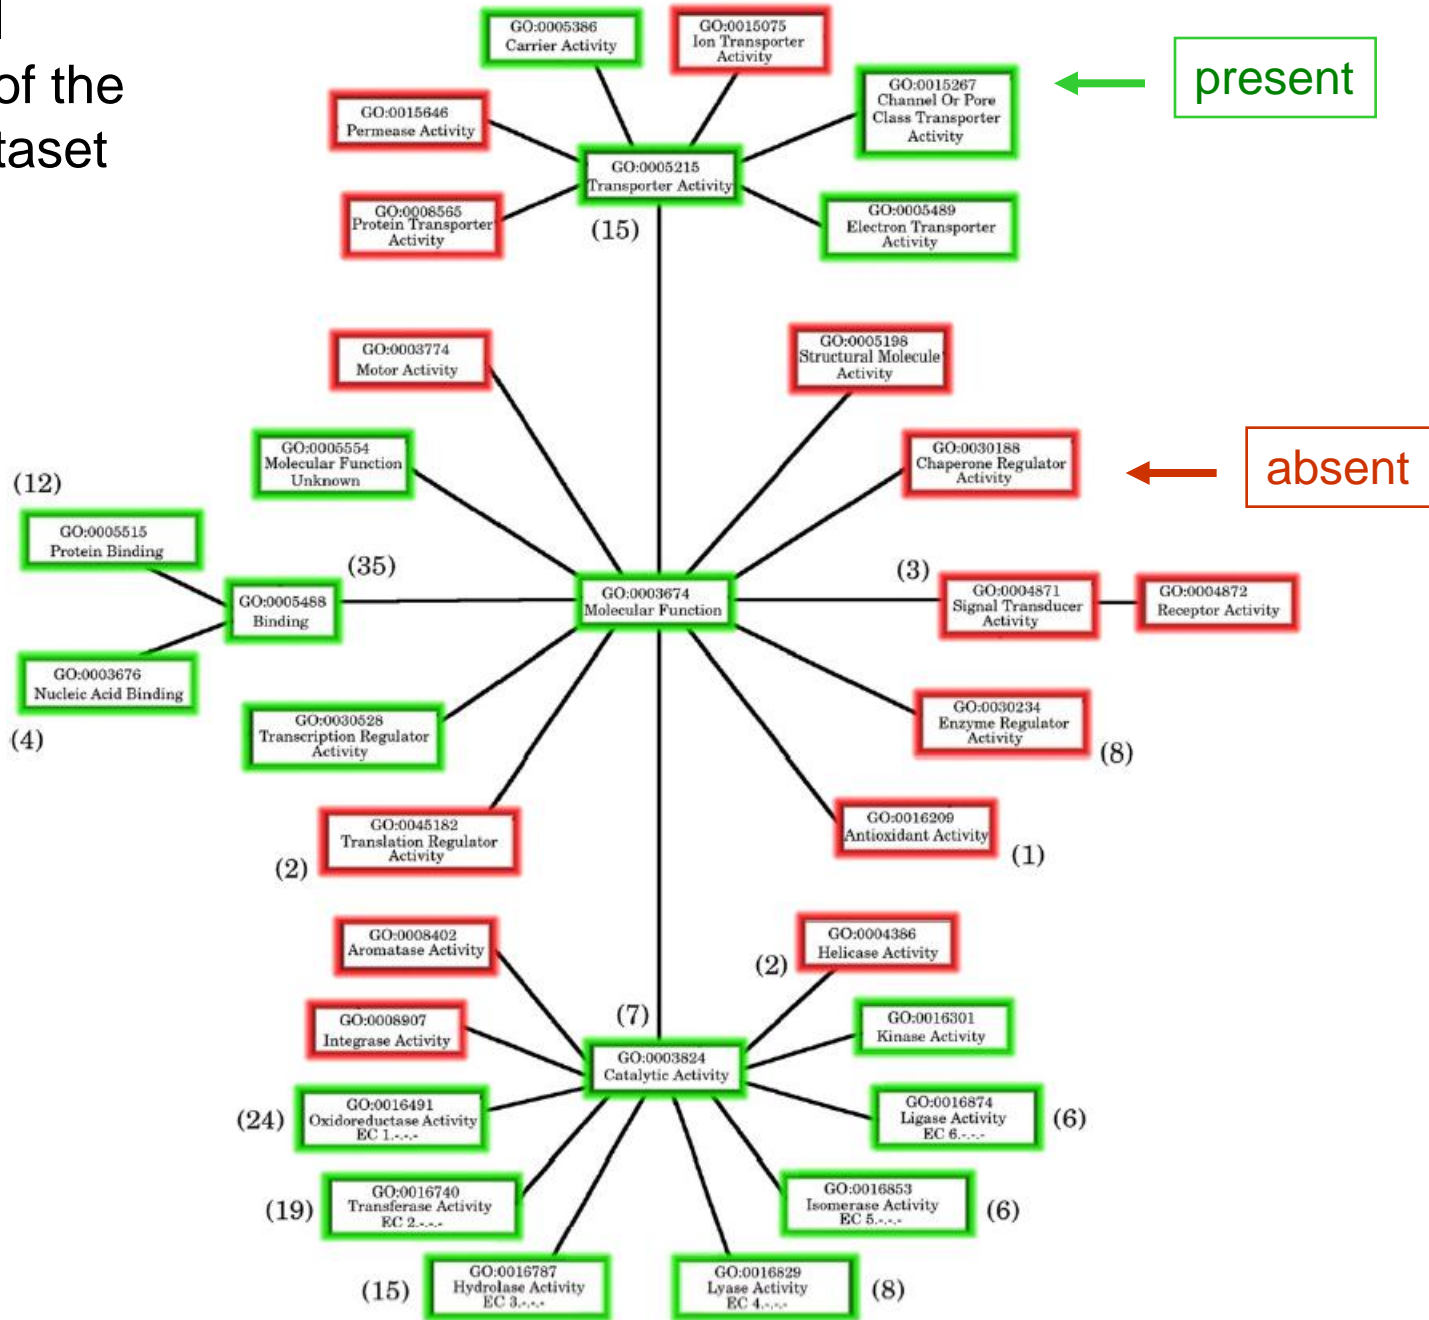 of the
taset
GO:0005386
Carrier Activity
GO:0015075
Ion Transporter
Activity
present
GO:0015267
Channel Or Pore
Class Transporter
Activity
GO:0015646
Permease Activity
GO:0005215
Transporter Activity
GO:0008565
Protein Transporter
Activity
(15)
GO:0005489
Electron Transporter
Activity
GO:0003774
Motor Activity
GO:0005198
Structural Molecule
Activity
GO:0005554
Molecular Function
Unknown
GO:0030188
Chaperone Regulator
Activity
absent
(12)
GO:0005515
Protein Binding
(35)
GO:0005488
Binding
GO:0003674
Molecular Function
(3)
GO:0004871
Signal Transducer
Activity
GO:0004872
Receptor Activity
GO:0003676
Nucleic Acid Binding
(4)
GO:0030528
Transcription Regulator
Activity
GO:0030234
Enzyme Regulator
Activity
(8)
GO:0045182
Translation Regulator
Activity
(2)
GO:0016209
Antioxidant Activity
(1)
GO:0008402
Aromatase Activity
GO:0004386
Helicase Activity
(2)
GO:0008907
Integrase Activity
(7)
GO:0016301
Kinase Activity
GO:0003824
Catalytic Activity
(24)
GO:0016491
Oxidoreductase Activity
EC 1.-.-.-
GO:0016874
Ligase Activity
EC 6.-.-.-
(6)
(19)
GO:0016740
Transferase Activity
EC 2.-.-.-
GO:0016853
Isomerase Activity
EC 5.-.-.-
(6)
(15)
GO:0016787
Hydrolase Activity
EC 3.-.-.-
GO:0016829
Lyase Activity
EC 4.-.-.-
(8)